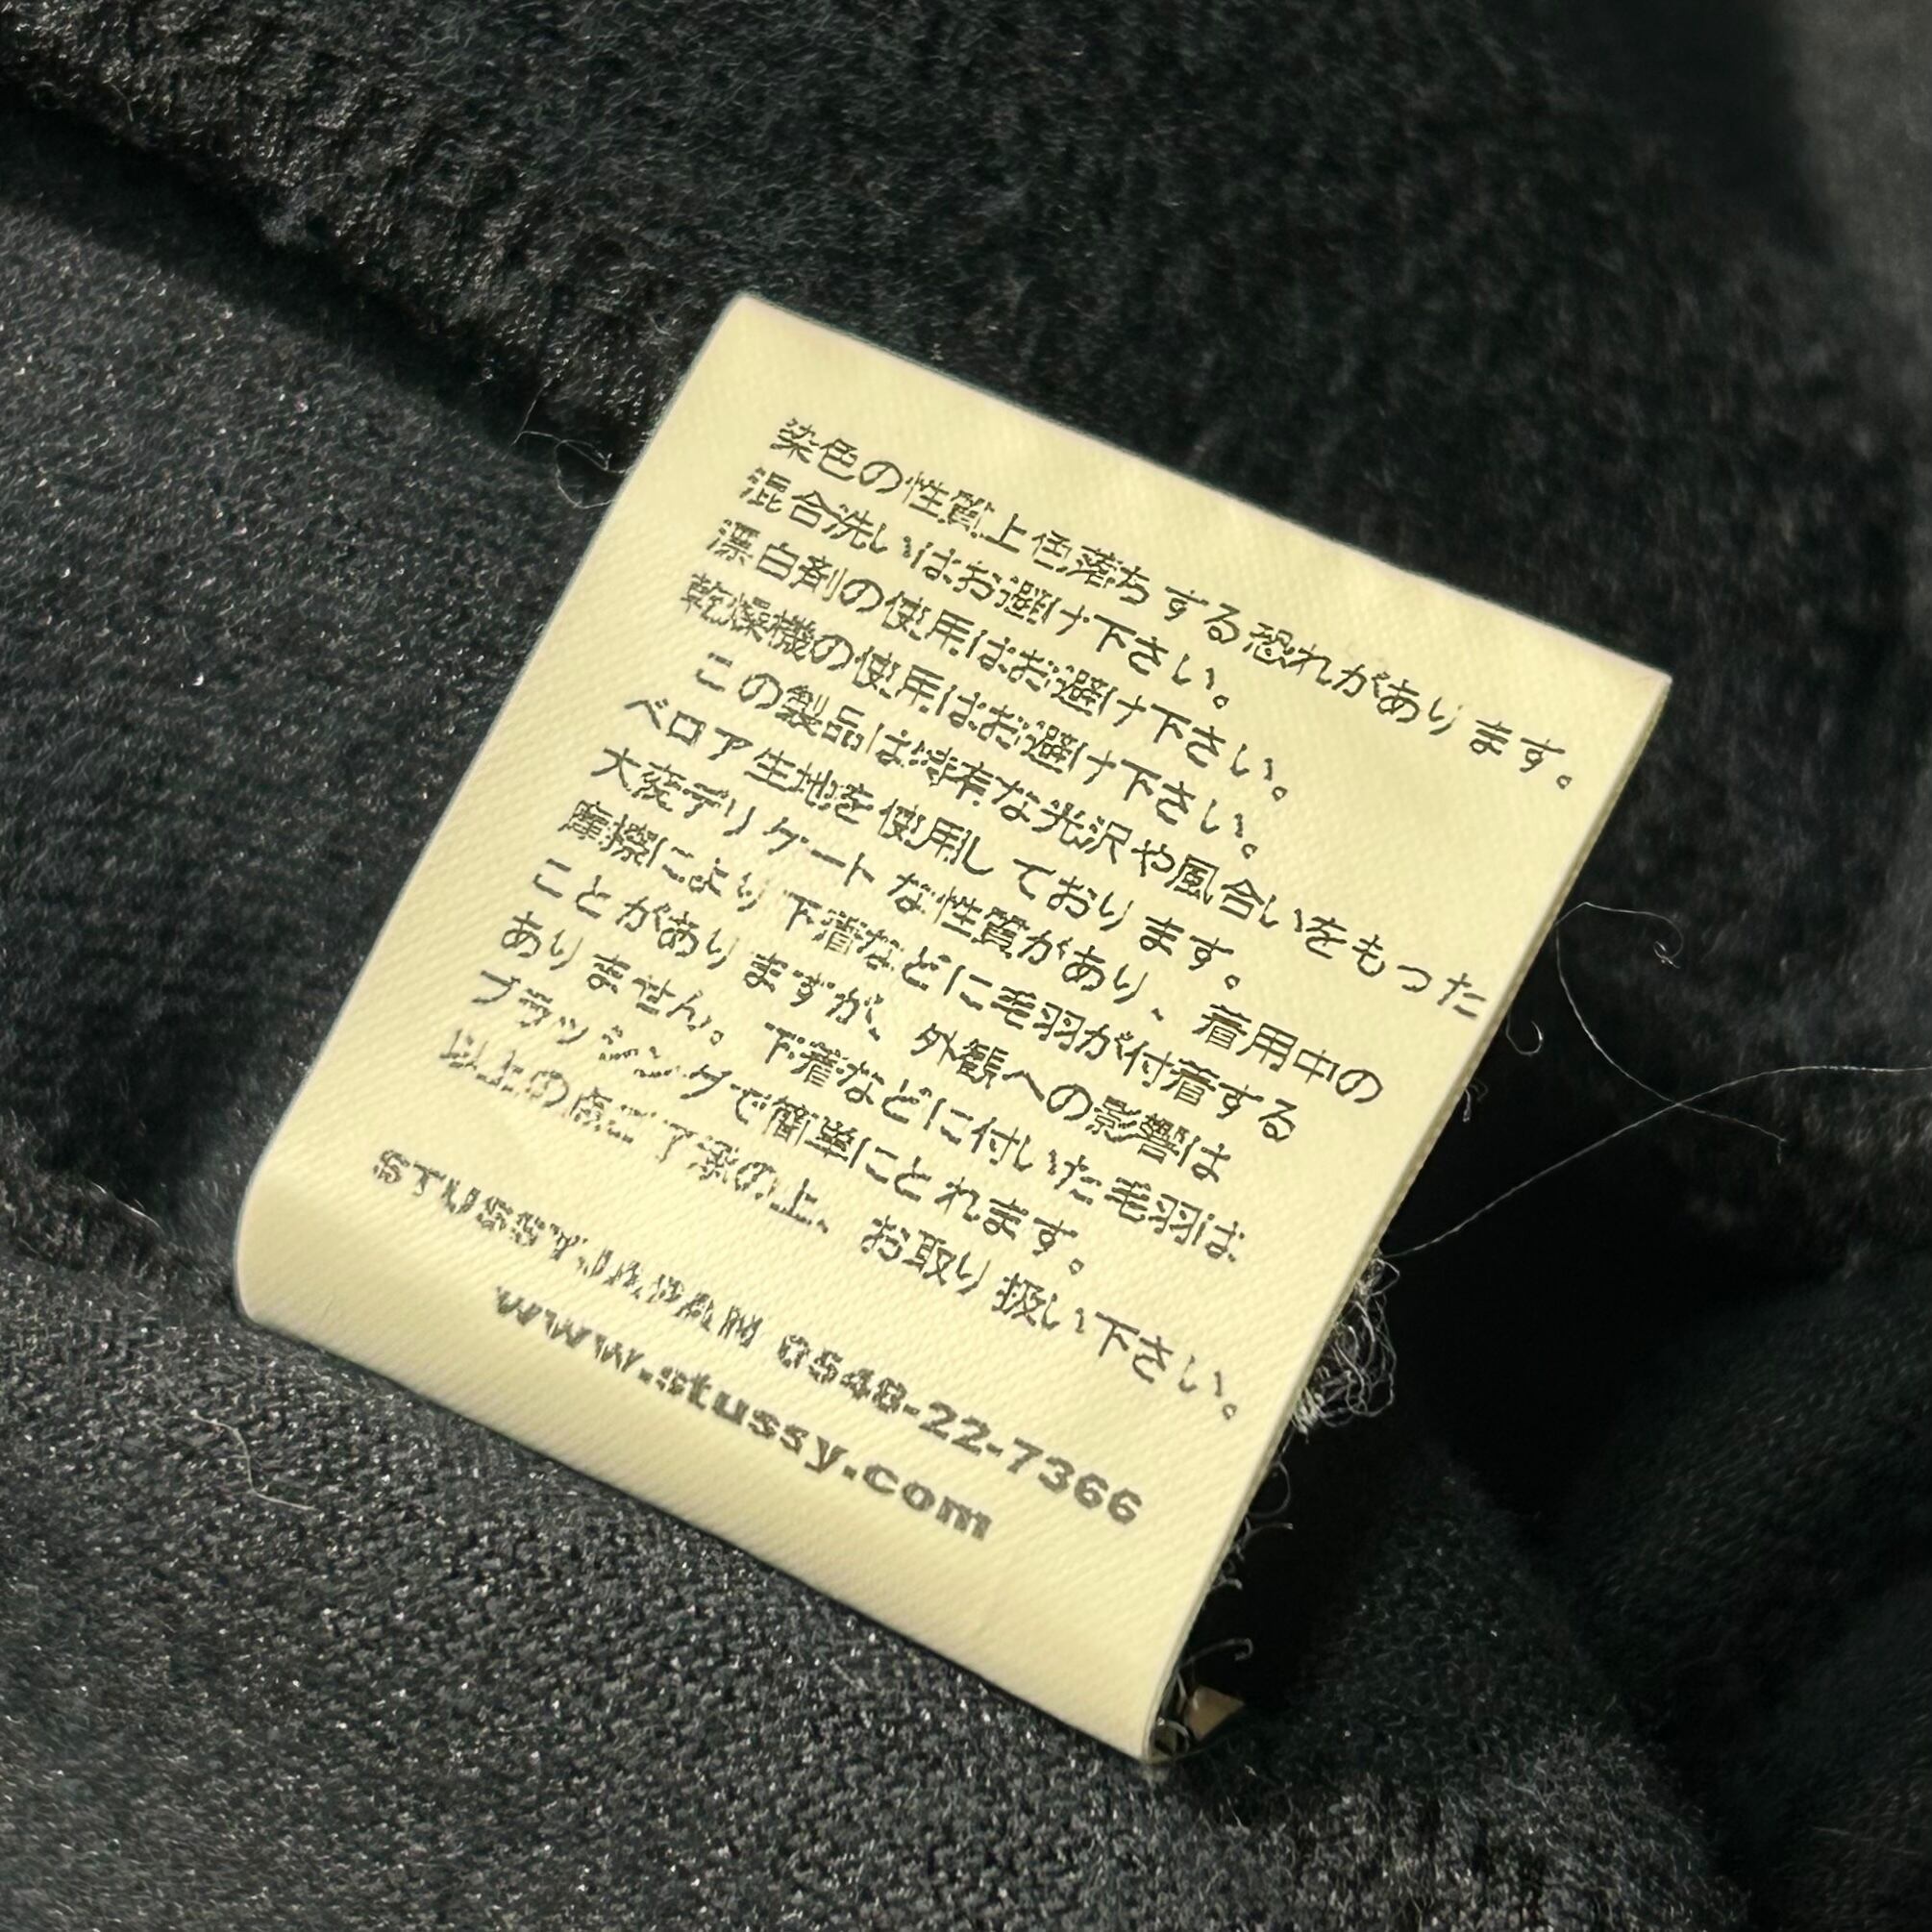 染色の性質上色落ちする恐れがあります。
混合洗いはお避け下さい。
漂白剤の使用はお避け下さい。
乾燥機の使用はお避け下さい。
この製品は特有な光沢や風合いをもった
ベロア生地を使用しております。
大変デリケートな性質があり、着用中の
摩擦により下着などに毛羽が付着する
ことがありますが、外観への影響は
ありません。下着などに付いた毛羽は
ブラッシングで簡単にとれます。
以上の点ご了承の上、お取り扱い下さい。
STUSSYJAPAN 0548-22-7366
www.stussy.com